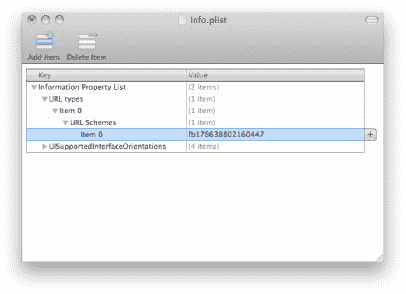 Info.plist
Add Item Delete Item
Key Value
Information Property List (2 items)
URL types (1 item)
Item 0 (1 item)
URL Schemes (1 item)
Item 0 fb178638802160447
UISupportedInterfaceOrientations (4 items)